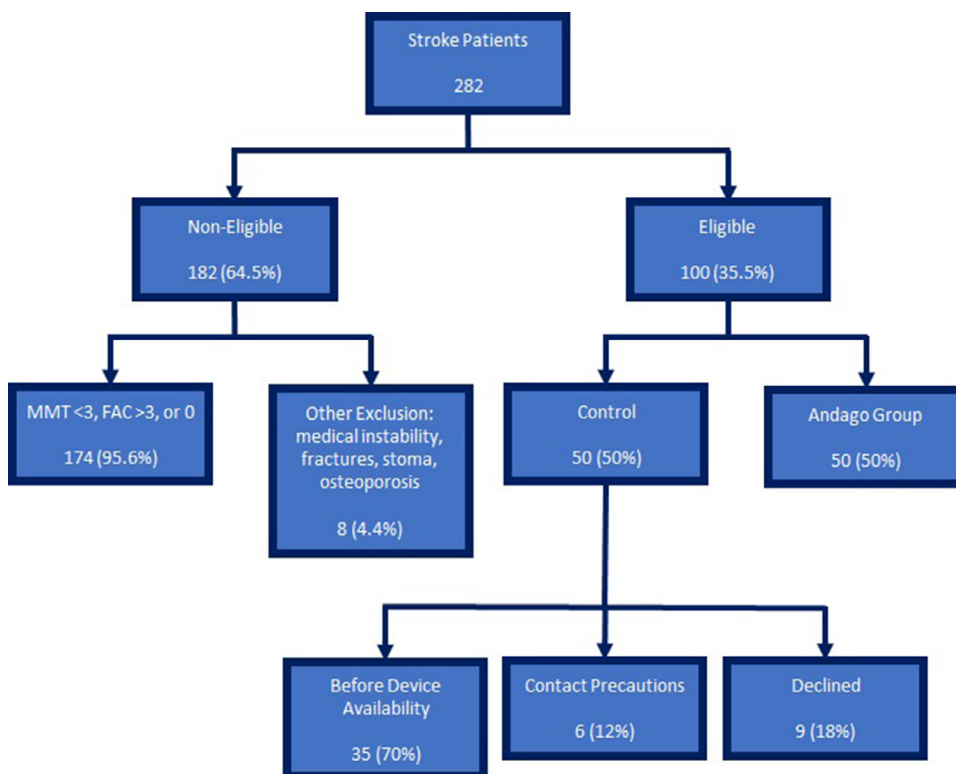 Stroke Patients
282
Non-Eligible
182 (64.5%)
Eligible
100 (35.5%)
MMT <3, FAC >3, or 0
174 (95.6%)
Other Exclusion:
medical instability,
fractures, stoma,
osteoporosis
8 (4.4%)
Control
50 (50%)
Andago Group
50 (50%)
Before Device
Availability
35 (70%)
Contact Precautions
6 (12%)
Declined
9 (18%)